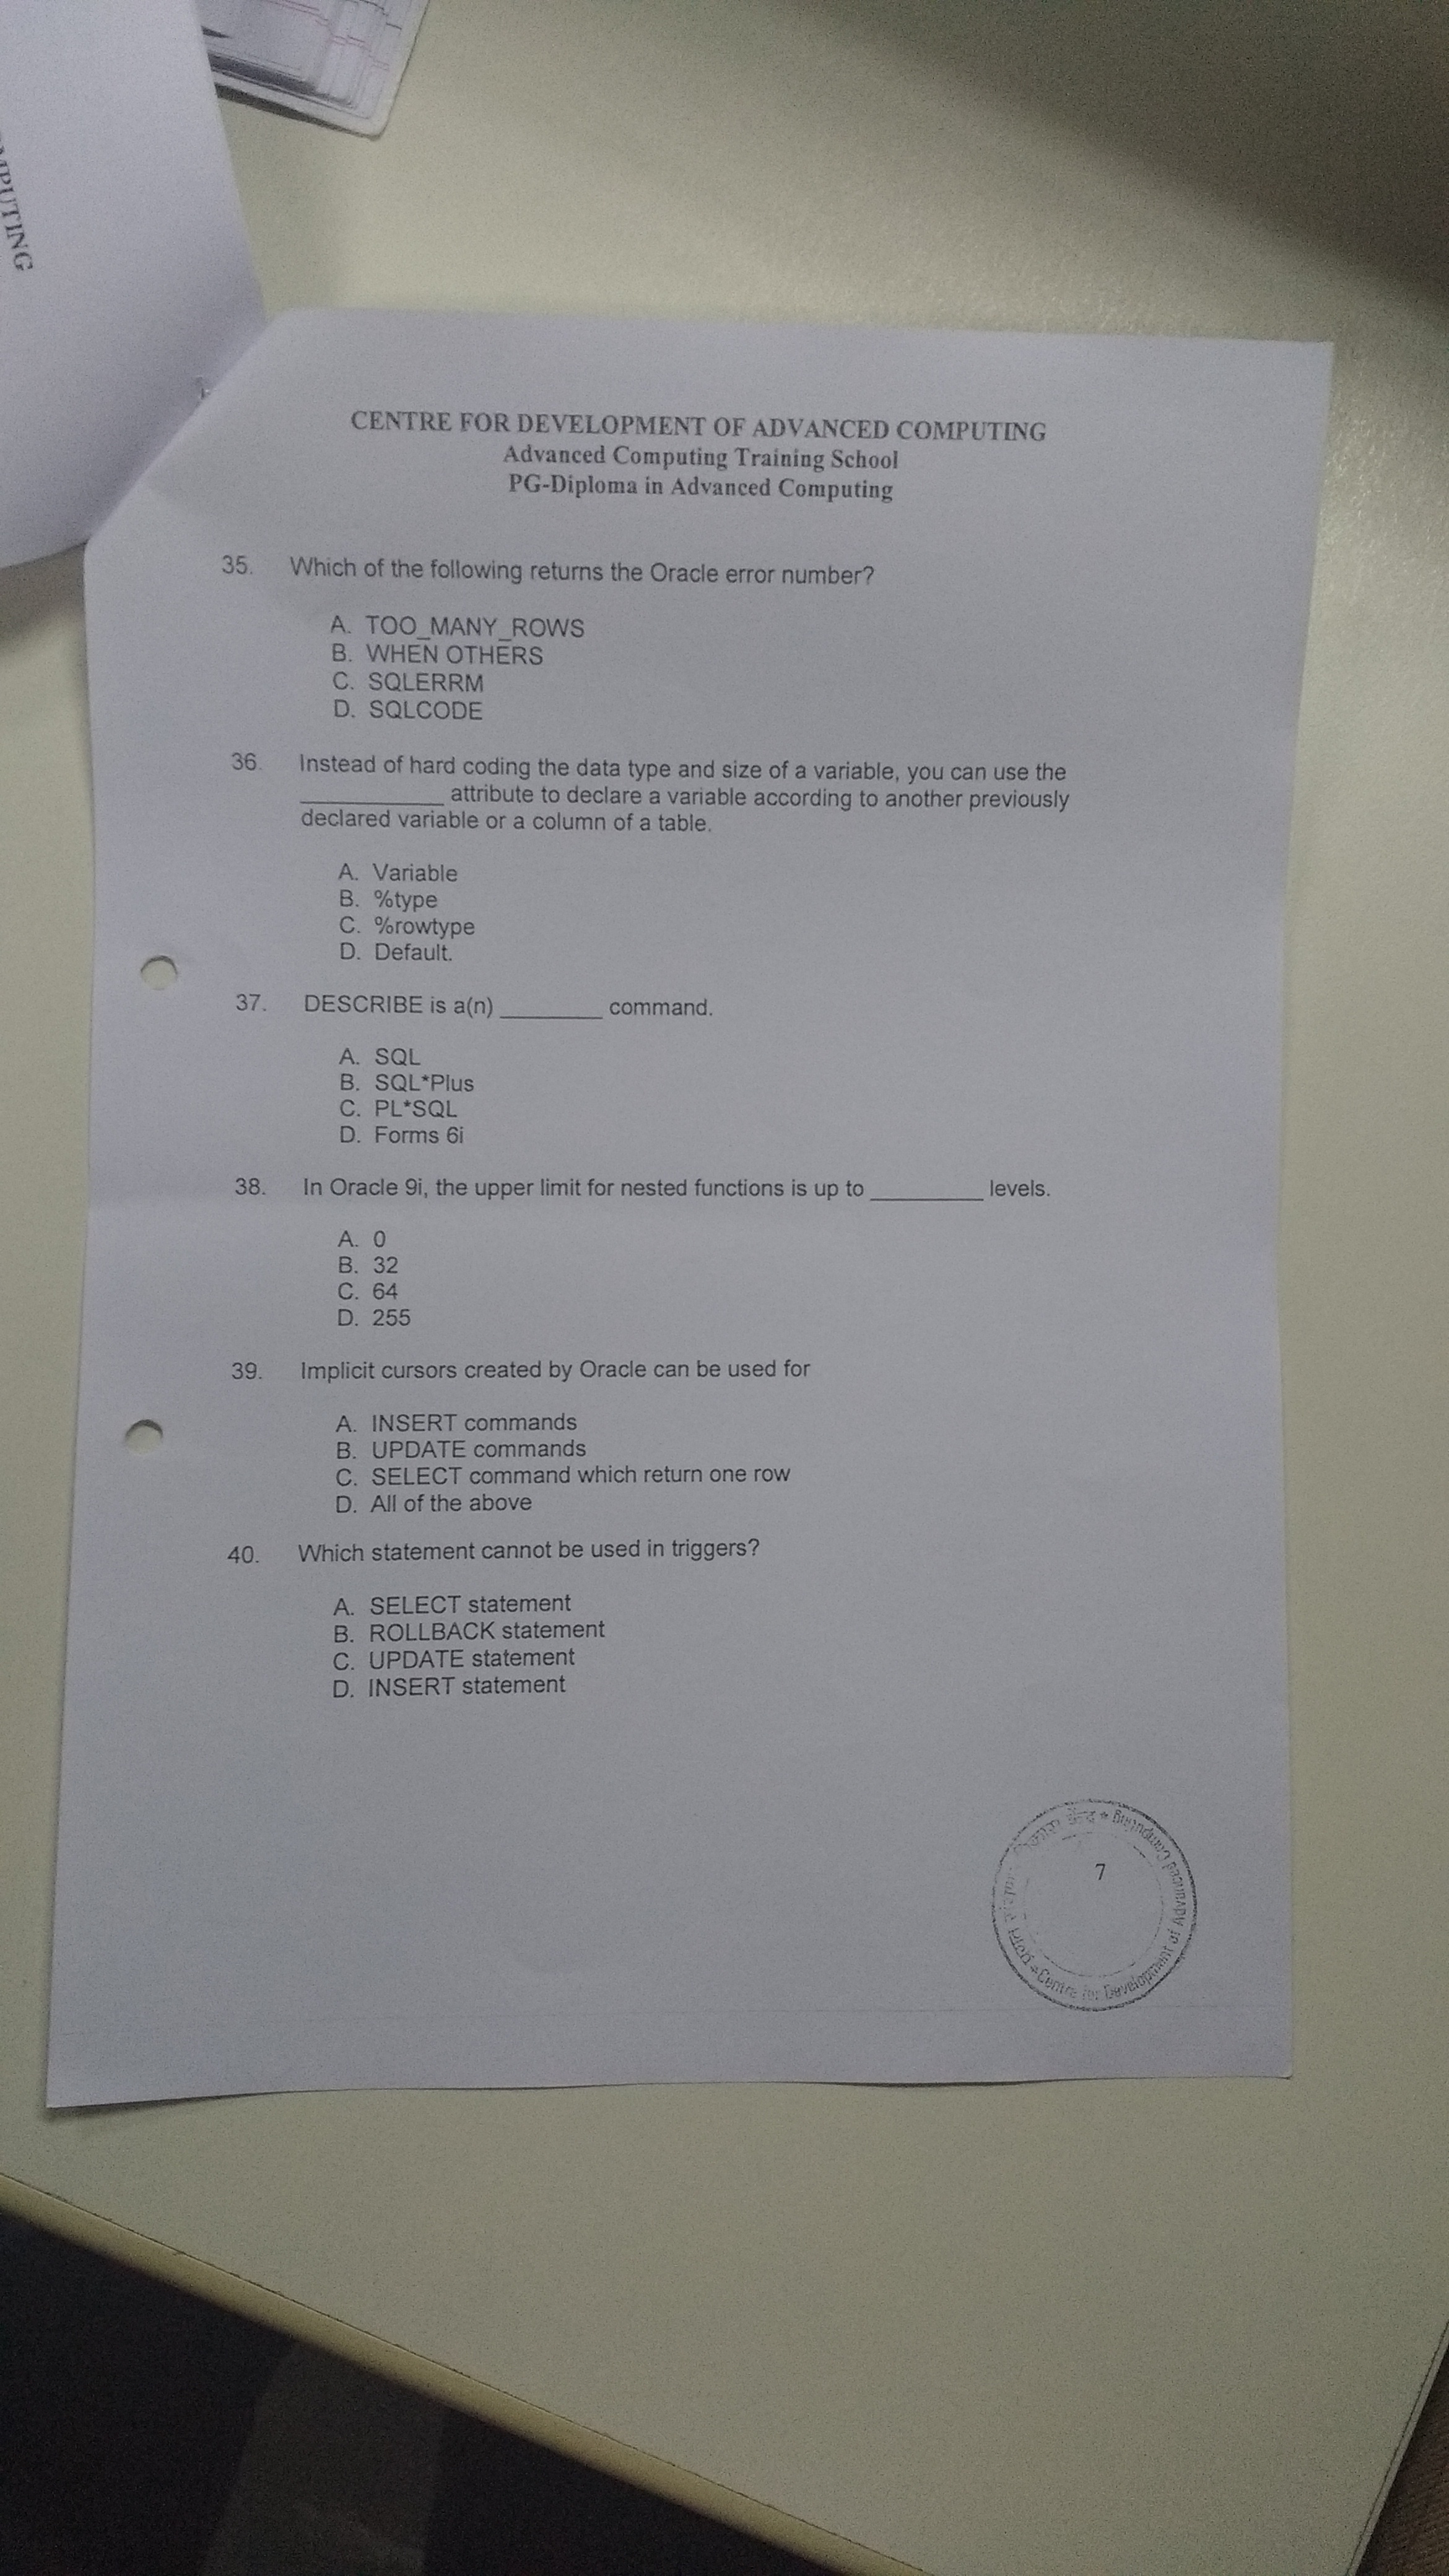 MPUTING
CENTRE FOR DEVELOPMENT OF ADVANCED COMPUTING
Advanced Computing Training School
PG-Diploma in Advanced Computing
35. Which of the following returns the Oracle error number?
A. TOO_MANY_ROWS
B. WHEN OTHERS
C. SQLERRM
D. SQLCODE
36. Instead of hard coding the data type and size of a variable, you can use the
___________ attribute to declare a variable according to another previously
declared variable or a column of a table.
A. Variable
B. %type
C. %rowtype
D. Default.
37. DESCRIBE is a(n) ________ command.
A. SQL
B. SQL*Plus
C. PL*SQL
D. Forms 6i
38. In Oracle 9i, the upper limit for nested functions is up to _________ levels.
A. 0
B. 32
C. 64
D. 255
39. Implicit cursors created by Oracle can be used for
A. INSERT commands
B. UPDATE commands
C. SELECT command which return one row
D. All of the above
40. Which statement cannot be used in triggers?
A. SELECT statement
B. ROLLBACK statement
C. UPDATE statement
D. INSERT statement
7
Centre for Development of Advanced Computing